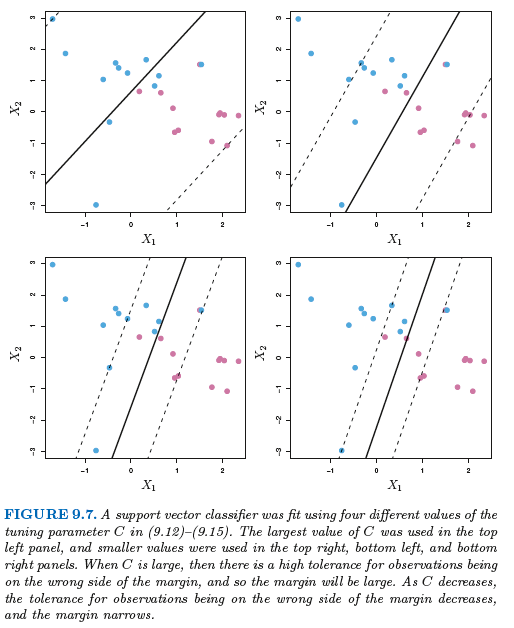 3
2
1
0
-1
-2
-3
X2
-1
0
1
2
X1
3
2
1
0
-1
-2
-3
X2
-1
0
1
2
X1
3
2
1
0
-1
-2
-3
X2
-1
0
1
2
X1
3
2
1
0
-1
-2
-3
X2
-1
0
1
2
X1
FIGURE 9.7. A support vector classifier was fit using four different values of the
tuning parameter C in (9.12)–(9.15). The largest value of C was used in the top
left panel, and smaller values were used in the top right, bottom left, and bottom
right panels. When C is large, then there is a high tolerance for observations being
on the wrong side of the margin, and so the margin will be large. As C decreases,
the tolerance for observations being on the wrong side of the margin decreases,
and the margin narrows.